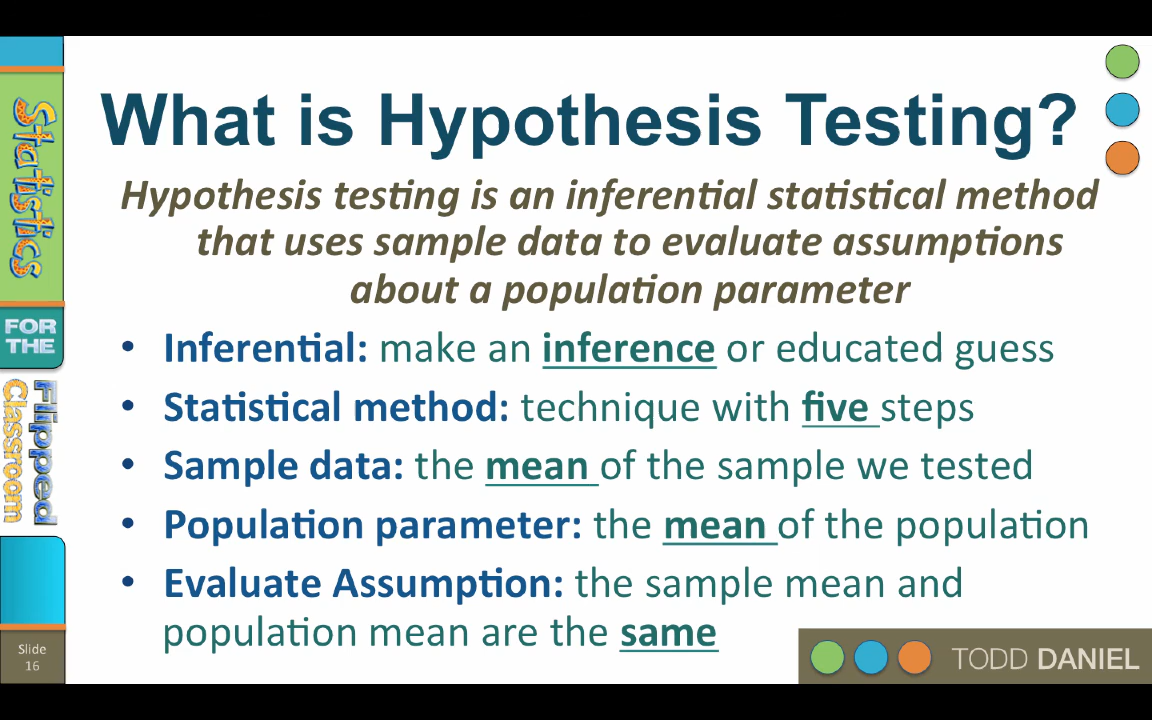 What is Hypothesis Testing?
Hypothesis testing is an inferential statistical method
that uses sample data to evaluate assumptions
about a population parameter
• Inferential: make an inference or educated guess
• Statistical method: technique with five steps
• Sample data: the mean of the sample we tested
• Population parameter: the mean of the population
• Evaluate Assumption: the sample mean and
population mean are the same
Statistics
FOR
THE
Flipped
Classroom
Slide
16
TODD DANIEL